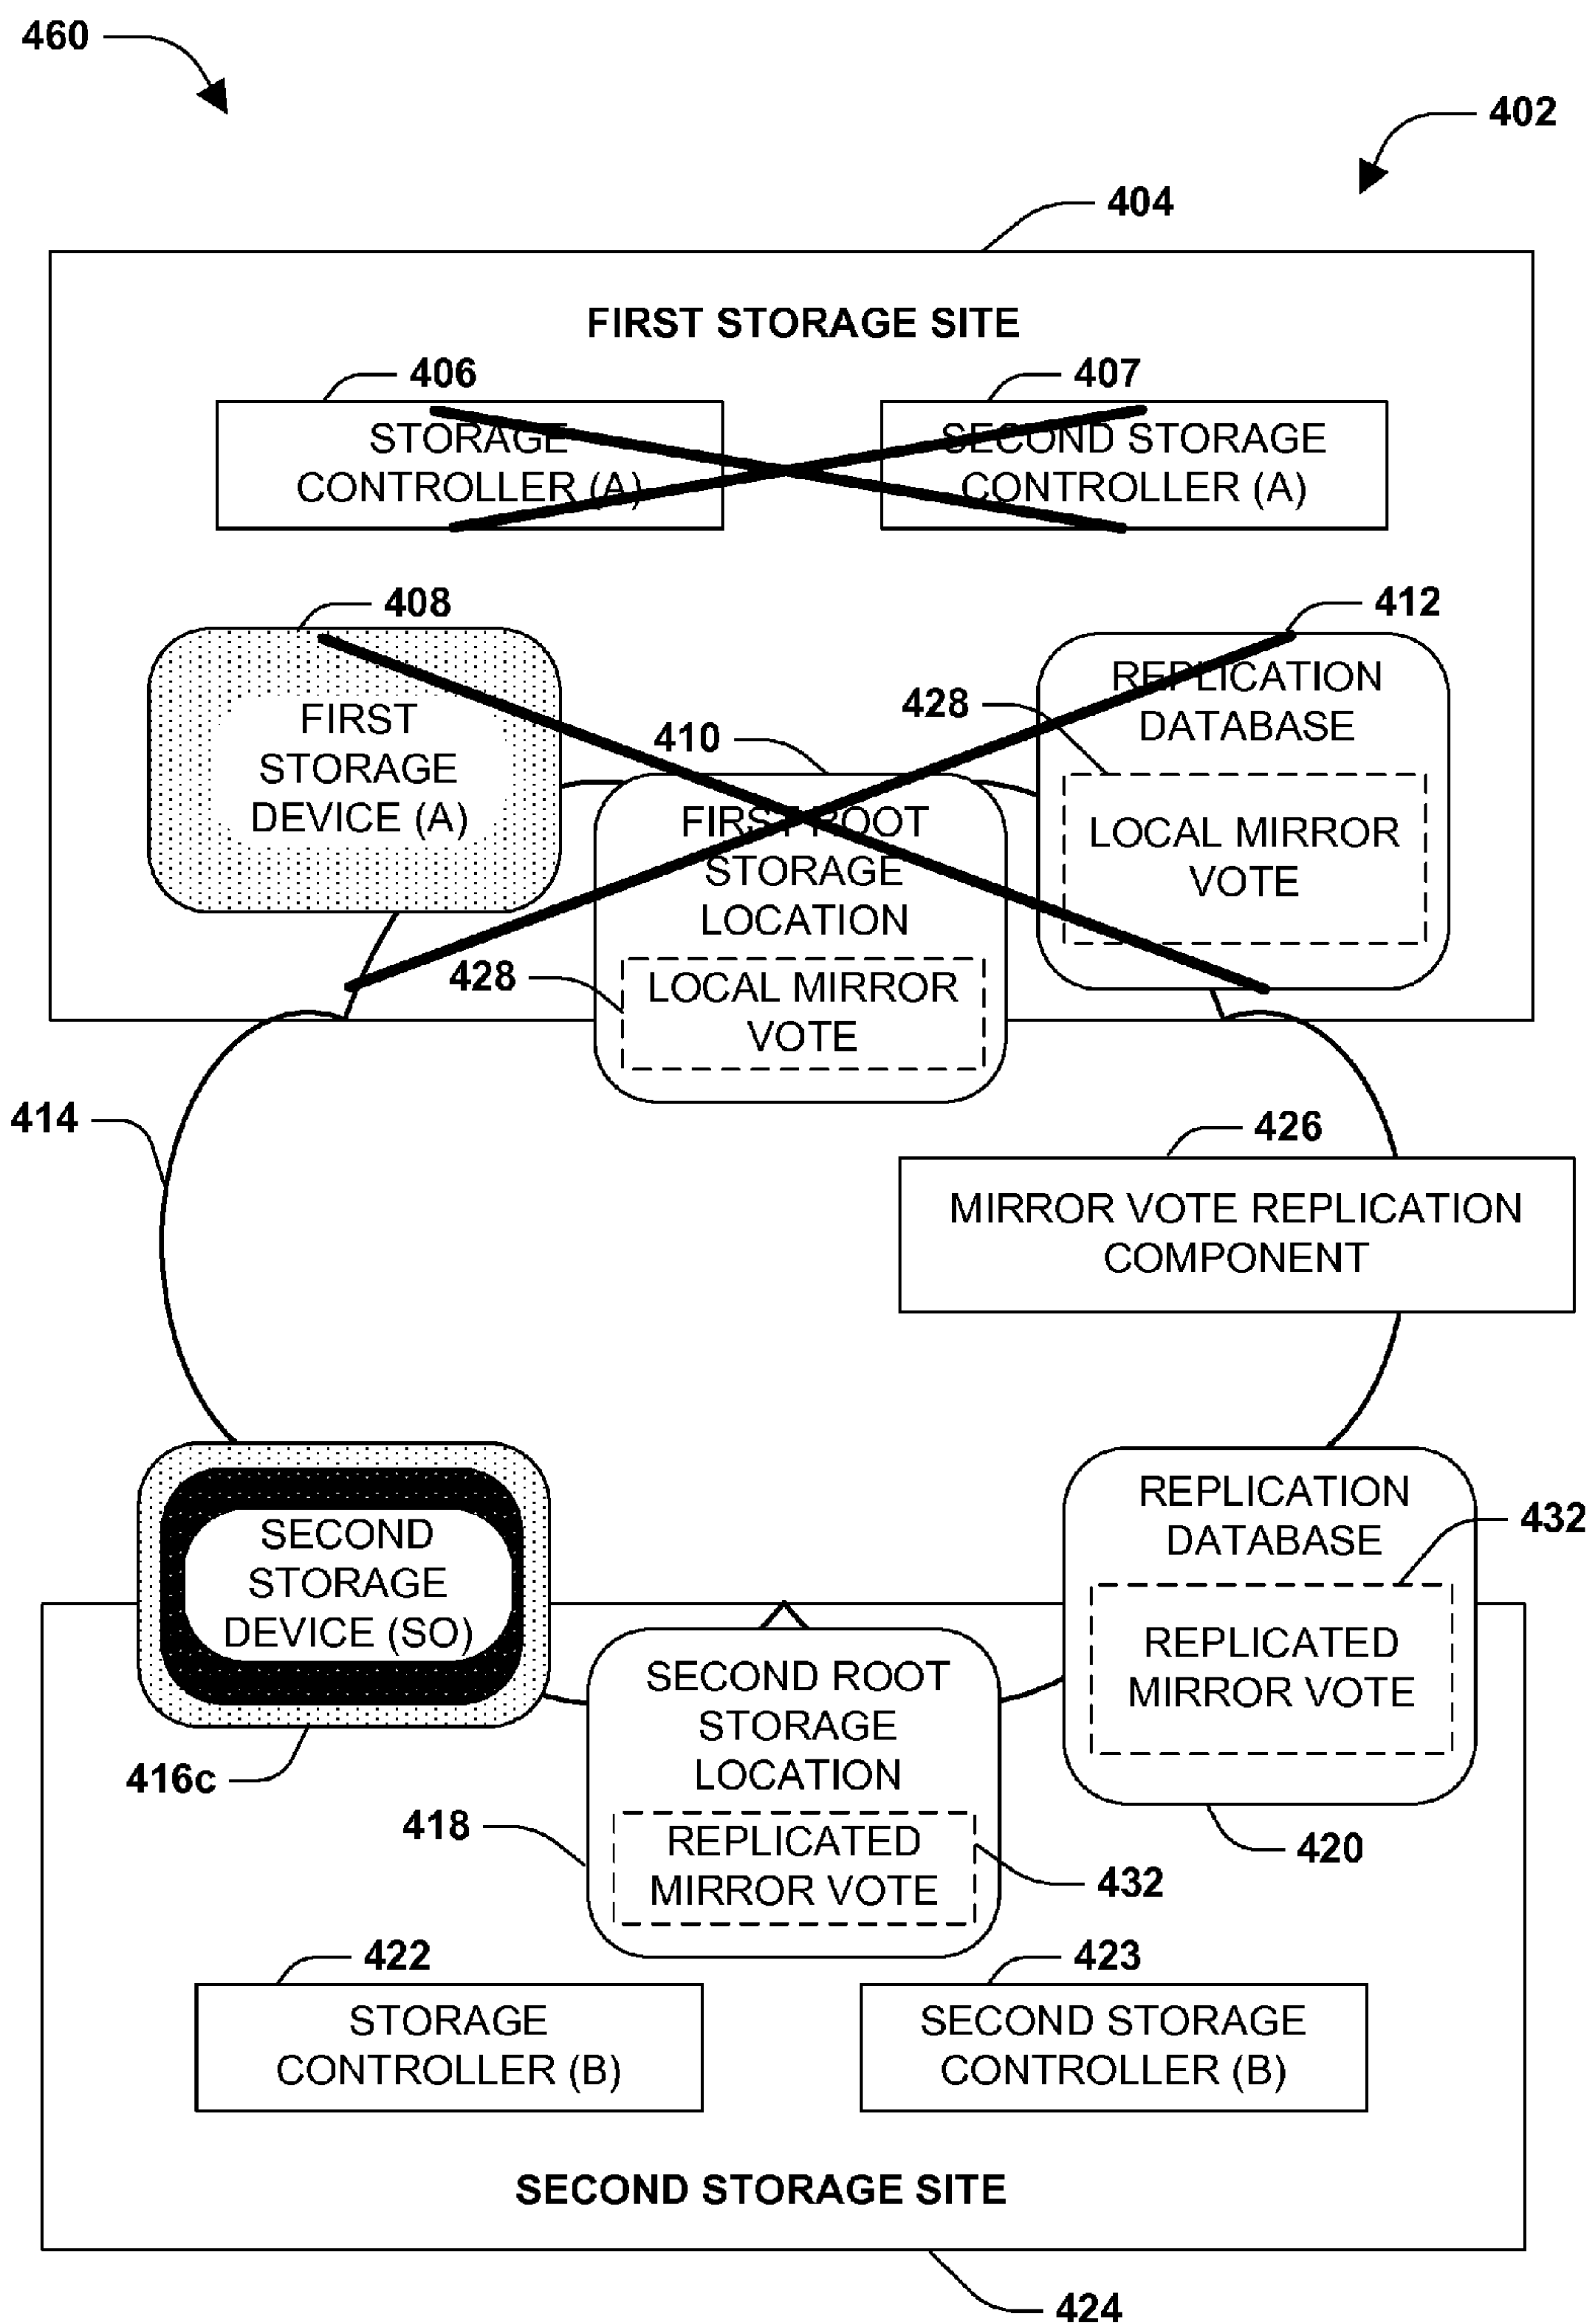 460
402
404
FIRST STORAGE SITE
406
407
STORAGE
CONTROLLER (A)
SECOND STORAGE
CONTROLLER (A)
408
412
FIRST
STORAGE
DEVICE (A)
REPLICATION
DATABASE
428
LOCAL MIRROR
VOTE
410
FIRST ROOT
STORAGE
LOCATION
428
LOCAL MIRROR
VOTE
414
426
MIRROR VOTE REPLICATION
COMPONENT
SECOND
STORAGE
DEVICE (SO)
416c
REPLICATION
DATABASE
432
REPLICATED
MIRROR VOTE
420
SECOND ROOT
STORAGE
LOCATION
418
REPLICATED
MIRROR VOTE
432
422
423
STORAGE
CONTROLLER (B)
SECOND STORAGE
CONTROLLER (B)
SECOND STORAGE SITE
424